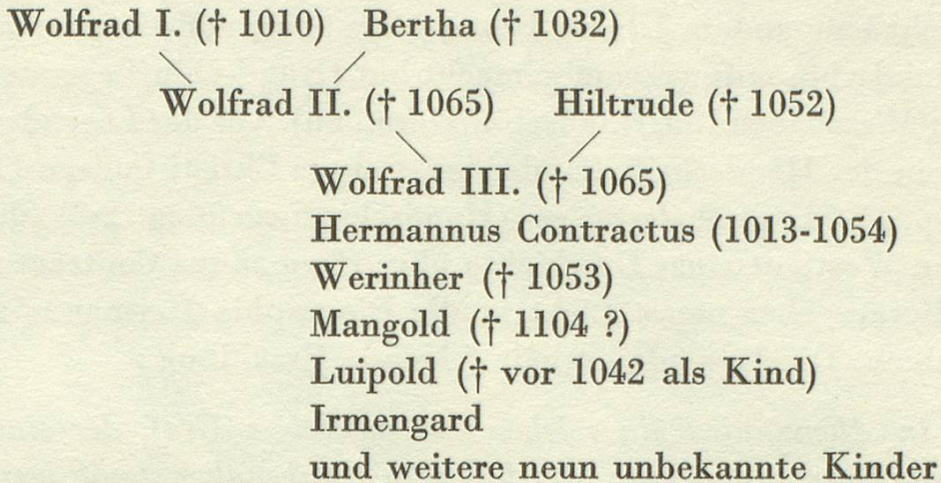 Wolfrad I. († 1010) Bertha († 1032)
Wolfrad II. († 1065) Hiltrude († 1052)
Wolfrad III. († 1065)
Hermannus Contractus (1013-1054)
Werinher († 1053)
Mangold († 1104 ?)
Luipold († vor 1042 als Kind)
Irmengard
und weitere neun unbekannte Kinder